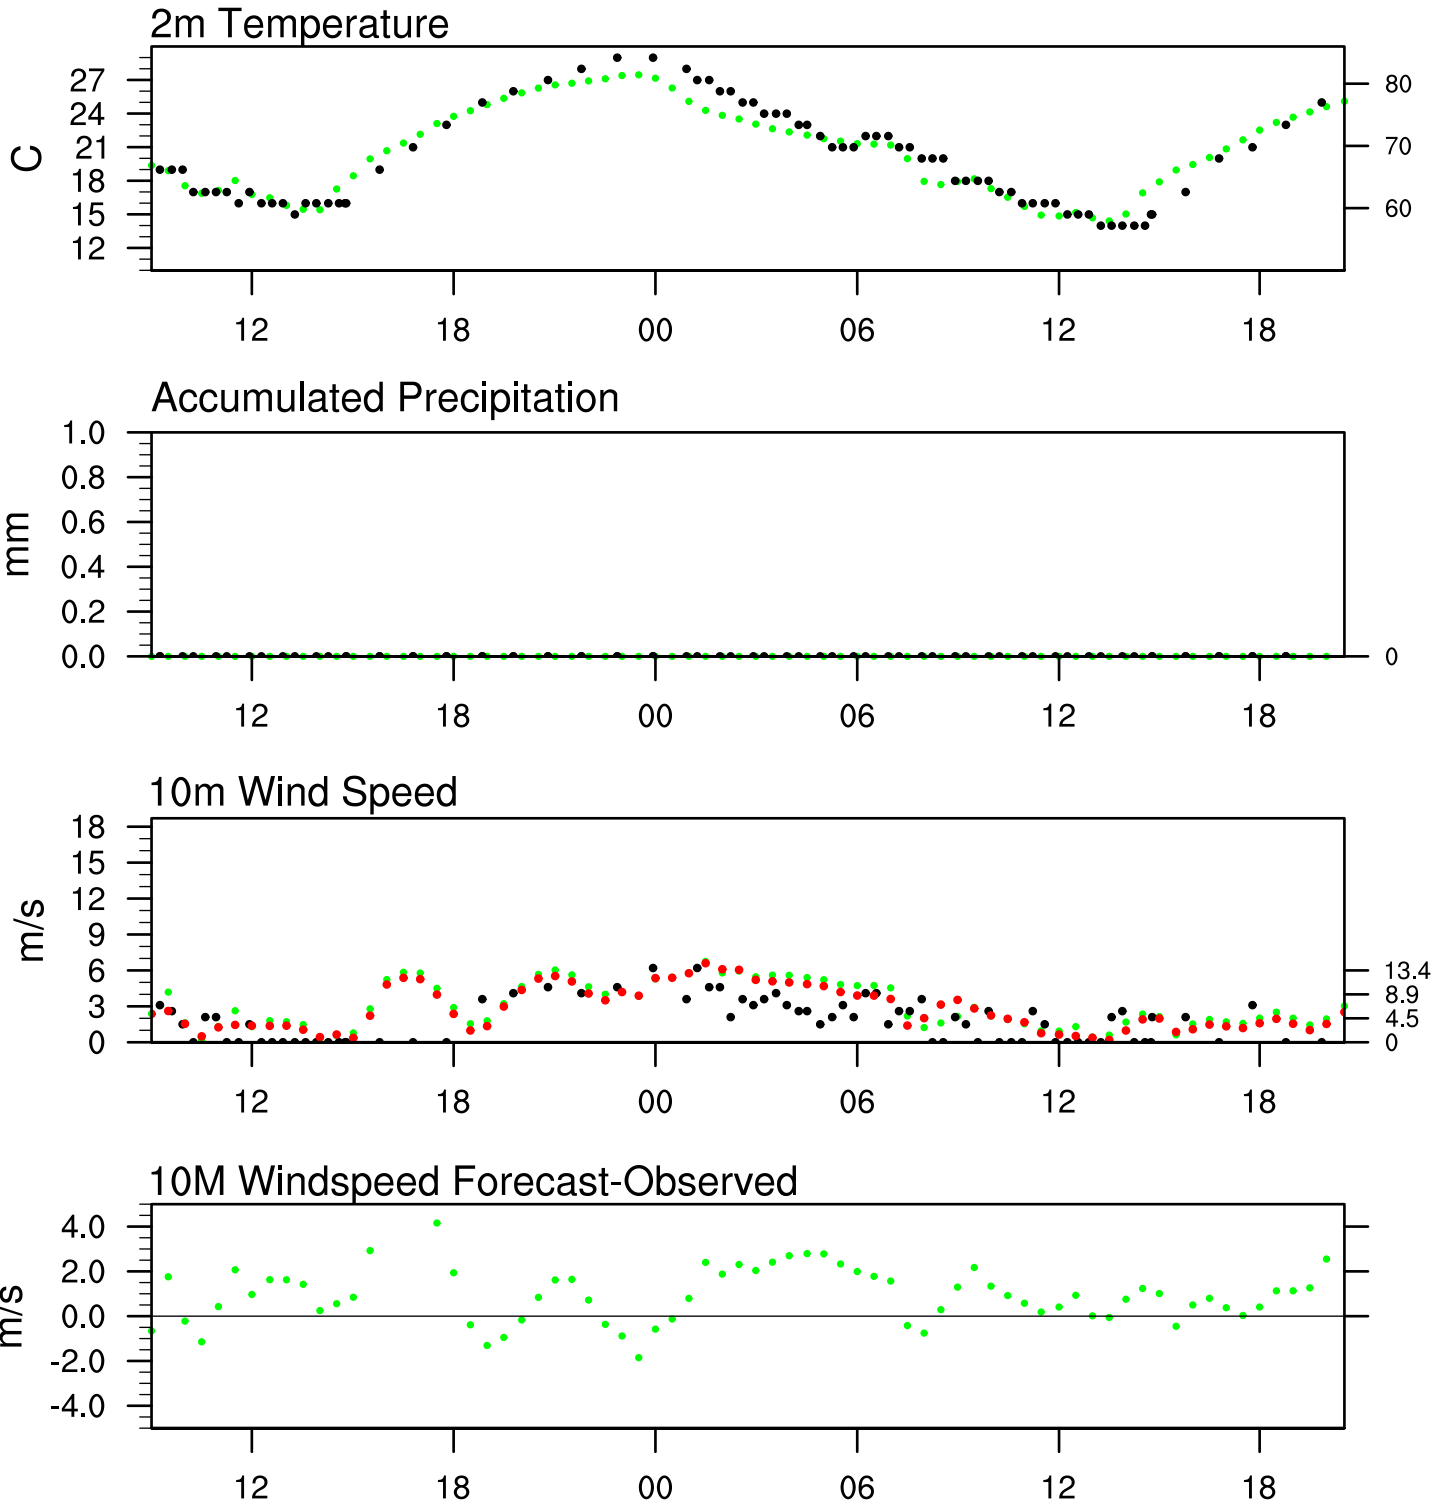 2m Temperature
27
24
21
18
15
12
C
80
70
60
12 18 00 06 12 18
Accumulated Precipitation
1.0
0.8
0.6
0.4
0.2
0.0
mm
0
12 18 00 06 12 18
10m Wind Speed
18
15
12
9
6
3
0
m/s
13.4
8.9
4.5
0
12 18 00 06 12 18
10M Windspeed Forecast-Observed
4.0
2.0
0.0
-2.0
-4.0
m/s
12 18 00 06 12 18